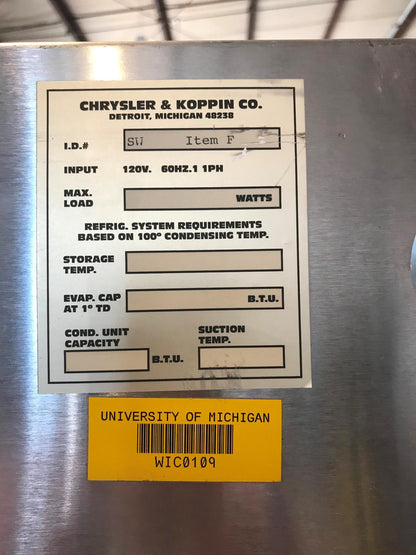 CHRYSLER & KOPPIN CO.
DETROIT, MICHIGAN 48238
I.D.# SW Item F
INPUT 120V. 60HZ.1 1PH
MAX. LOAD WATTS
REFRIG. SYSTEM REQUIREMENTS
BASED ON 100° CONDENSING TEMP.
STORAGE
TEMP.
EVAP. CAP B.T.U.
AT 1° TD
COND. UNIT
CAPACITY B.T.U.
SUCTION
TEMP.
UNIVERSITY OF MICHIGAN
WIC0109